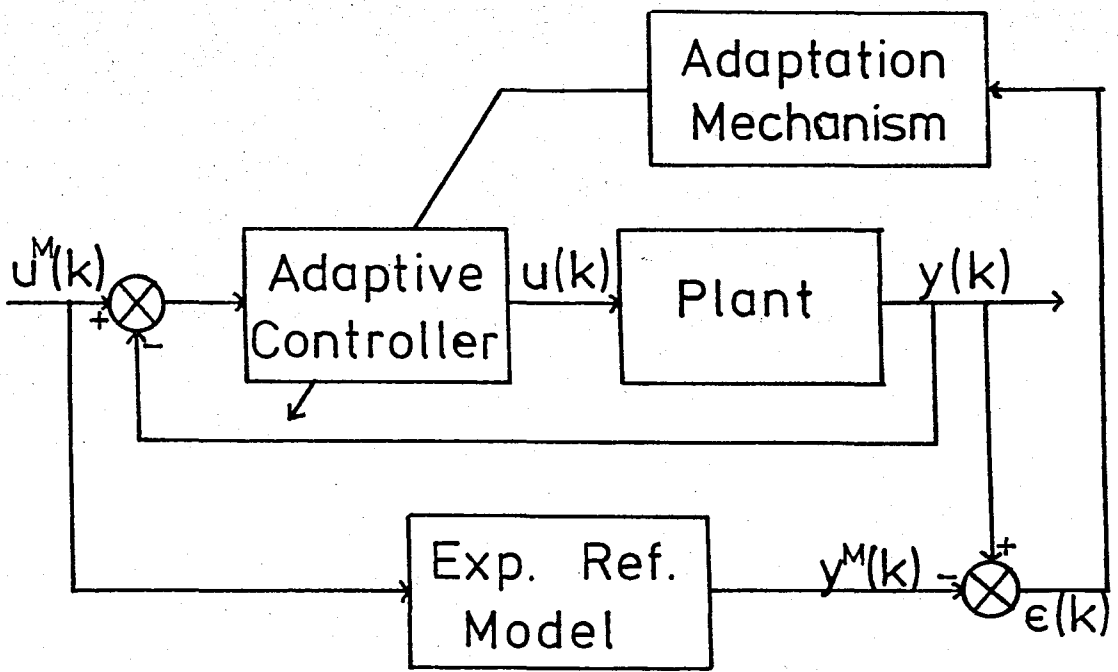 Adaptation
Mechanism
u^M(k)
+
-
Adaptive
Controller
u(k)
Plant
y(k)
Exp. Ref.
Model
y^M(k)
-
+
ϵ(k)